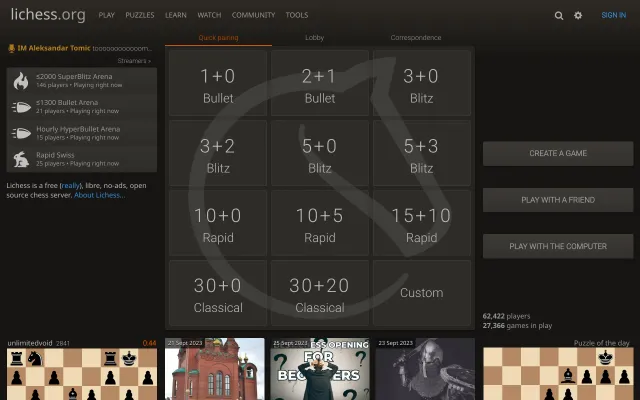 lichess.org PLAY PUZZLES LEARN WATCH COMMUNITY TOOLS SIGN IN
IM Aleksandar Tomic
Streamers »
≤2000 SuperBlitz Arena
146 players • Playing right now
≤1300 Bullet Arena
21 players • Playing right now
Hourly HyperBullet Arena
15 players • Playing right now
Rapid Swiss
25 players • Playing right now
Lichess is a free (really), libre, no-ads, open
source chess server. About Lichess...
Quick pairing Lobby Correspondence
1+0
Bullet
2+1
Bullet
3+0
Blitz
3+2
Blitz
5+0
Blitz
5+3
Blitz
10+0
Rapid
10+5
Rapid
15+10
Rapid
30+0
Classical
30+20
Classical
Custom
CREATE A GAME
PLAY WITH A FRIEND
PLAY WITH THE COMPUTER
62,422 players
27,366 games in play
unlimitedvoid 2841 0:44
21 Sept 2023
25 Sept 2023
ESS OPENING
FOR
23 Sept 2023
Puzzle of the day